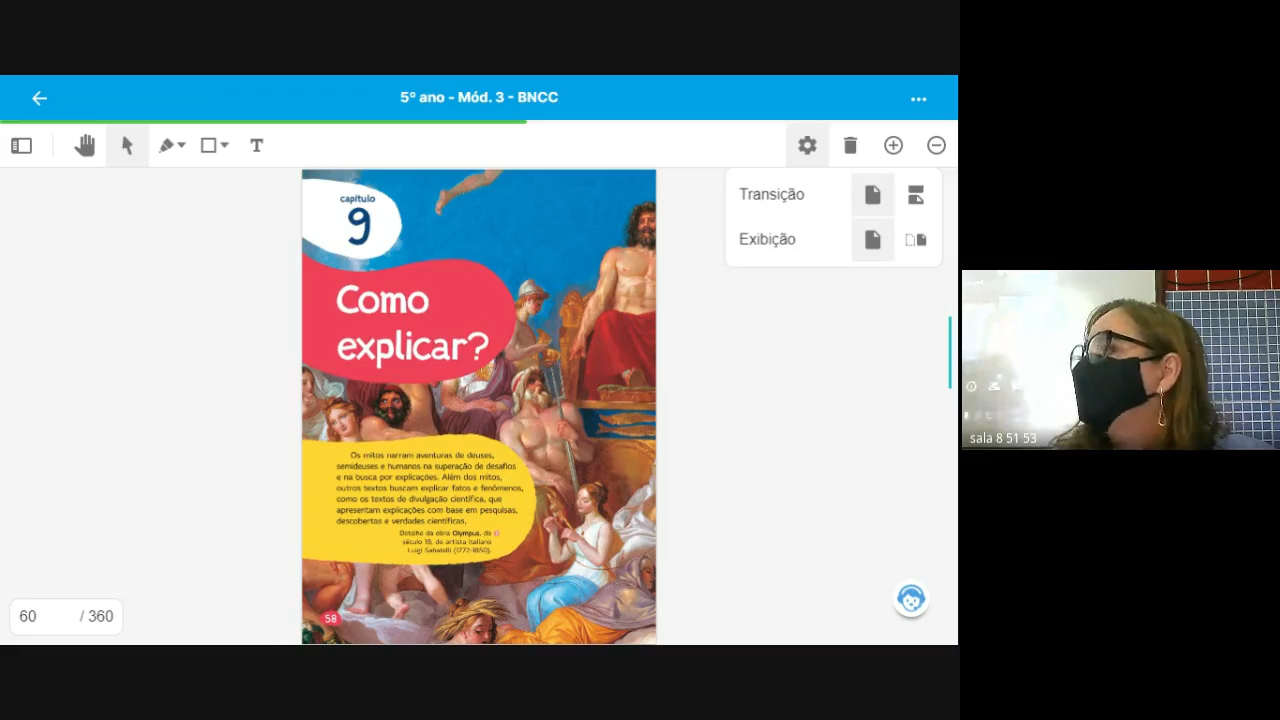 5º ano - Mód. 3 - BNCC
T
Transição
Exibição
capítulo
9
Como
explicar?
Os mitos narram aventuras de deuses,
semideuses e humanos na superação de desafios
e na busca por explicações. Além dos mitos,
outros textos buscam explicar fatos e fenômenos,
como os textos de divulgação científica, que
apresentam explicações com base em pesquisas,
descobertas e verdades científicas.
Detalhe da obra Olympus, do
século 19, do artista italiano
Luigi Sabatelli (1772-1850).
58
60 / 360
sala 8 51 53